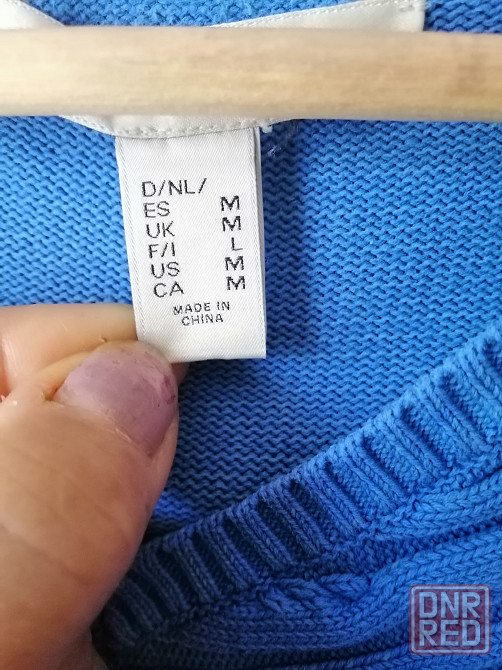 D/NL/
ES M
UK M
F/I L
US M
CA M
MADE IN
CHINA
DNR
RED